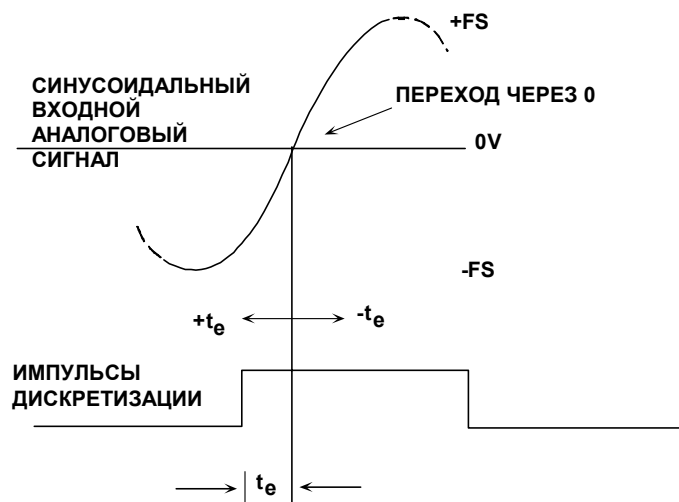 +FS
СИНУСОИДАЛЬНЫЙ
ВХОДНОЙ
АНАЛОГОВЫЙ
СИГНАЛ
ПЕРЕХОД ЧЕРЕЗ 0
0V
-FS
+te
-te
ИМПУЛЬСЫ
ДИСКРЕТИЗАЦИИ
te